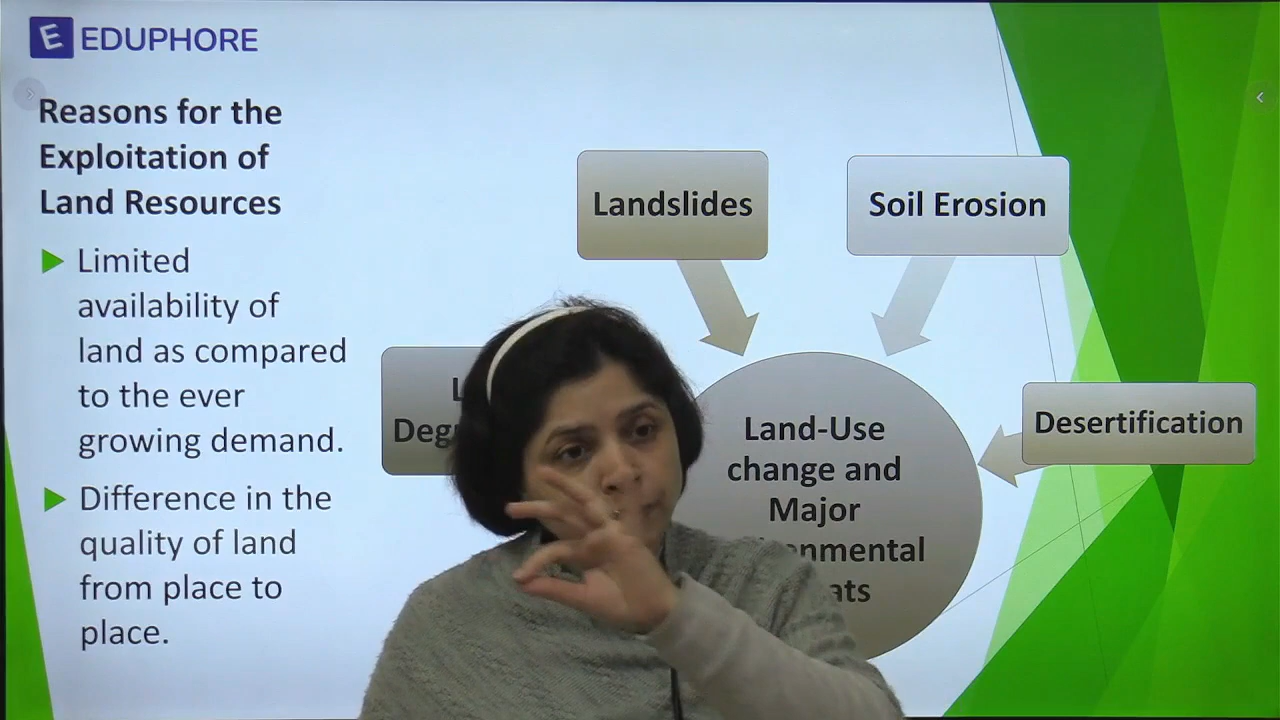 E EDUPHORE
Reasons for the
Exploitation of
Land Resources
Limited
availability of
land as compared
to the ever
growing demand.
Difference in the
quality of land
from place to
place.
Landslides
Soil Erosion
Desertification
Land-Use
change and
Major